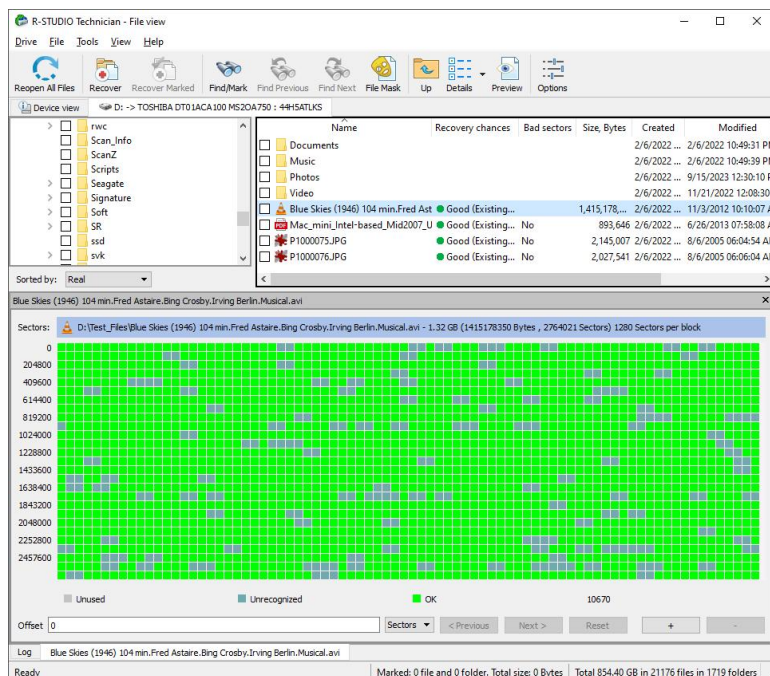 R-STUDIO Technician - File view
Drive File Tools View Help
Reopen All Files Recover Recover Marked Find/Mark Find Previous Find Next File Mask Up Details Preview Options
Device view D: -> TOSHIBA DT01ACA100 MS2OA750 : 44H5ATLKS
rwc
Scan_Info
ScanZ
Scripts
Seagate
Signature
Soft
SR
ssd
svk
Sorted by: Real
Name Recovery chances Bad sectors Size, Bytes Created Modified
Documents 2/6/2022 ... 2/6/2022 10:49:31 P
Music 2/6/2022 ... 2/6/2022 10:49:39 P
Photos 2/6/2022 ... 9/15/2023 12:30:10 P
Video 2/6/2022 ... 11/21/2022 12:08:30
Blue Skies (1946) 104 min.Fred Ast Good (Existing... 1,415,178,... 2/6/2022 ... 11/3/2012 10:10:07 A
Mac_mini_Intel-based_Mid2007_U Good (Existing... No 893,646 2/6/2022 ... 6/26/2013 07:58:08 A
P1000075.JPG Good (Existing... No 2,145,007 2/6/2022 ... 8/6/2005 06:04:54 A
P1000076.JPG Good (Existing... No 2,027,541 2/6/2022 ... 8/6/2005 06:06:04 A
Blue Skies (1946) 104 min.Fred Astaire.Bing Crosby.Irving Berlin.Musical.avi
Sectors: D:\Test_Files\Blue Skies (1946) 104 min.Fred Astaire.Bing Crosby.Irving Berlin.Musical.avi - 1.32 GB (1415178350 Bytes , 2764021 Sectors) 1280 Sectors per block
0
204800
409600
614400
819200
1024000
1228800
1433600
1638400
1843200
2048000
2252800
2457600
Unused Unrecognized OK 10670
Offset 0 Sectors < Previous Next > Reset + -
Log Blue Skies (1946) 104 min.Fred Astaire.Bing Crosby.Irving Berlin.Musical.avi
Ready Marked: 0 file and 0 folder. Total size: 0 Bytes Total 854.40 GB in 21176 files in 1719 folders